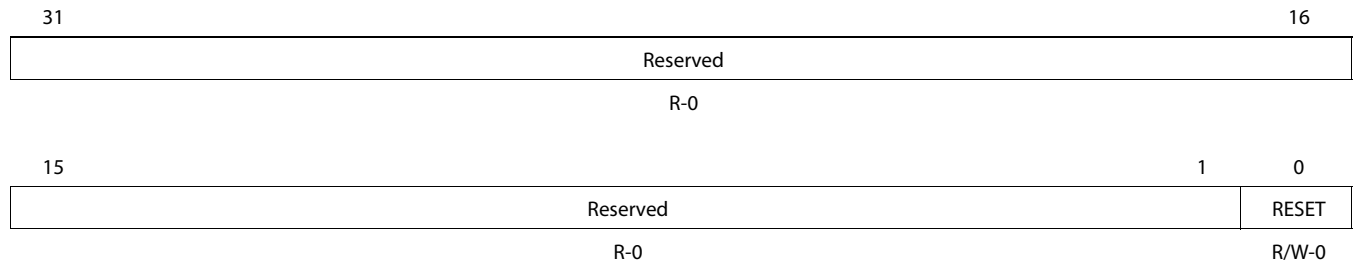 31 16
Reserved
R-0
15 1 0
Reserved RESET
R-0 R/W-0